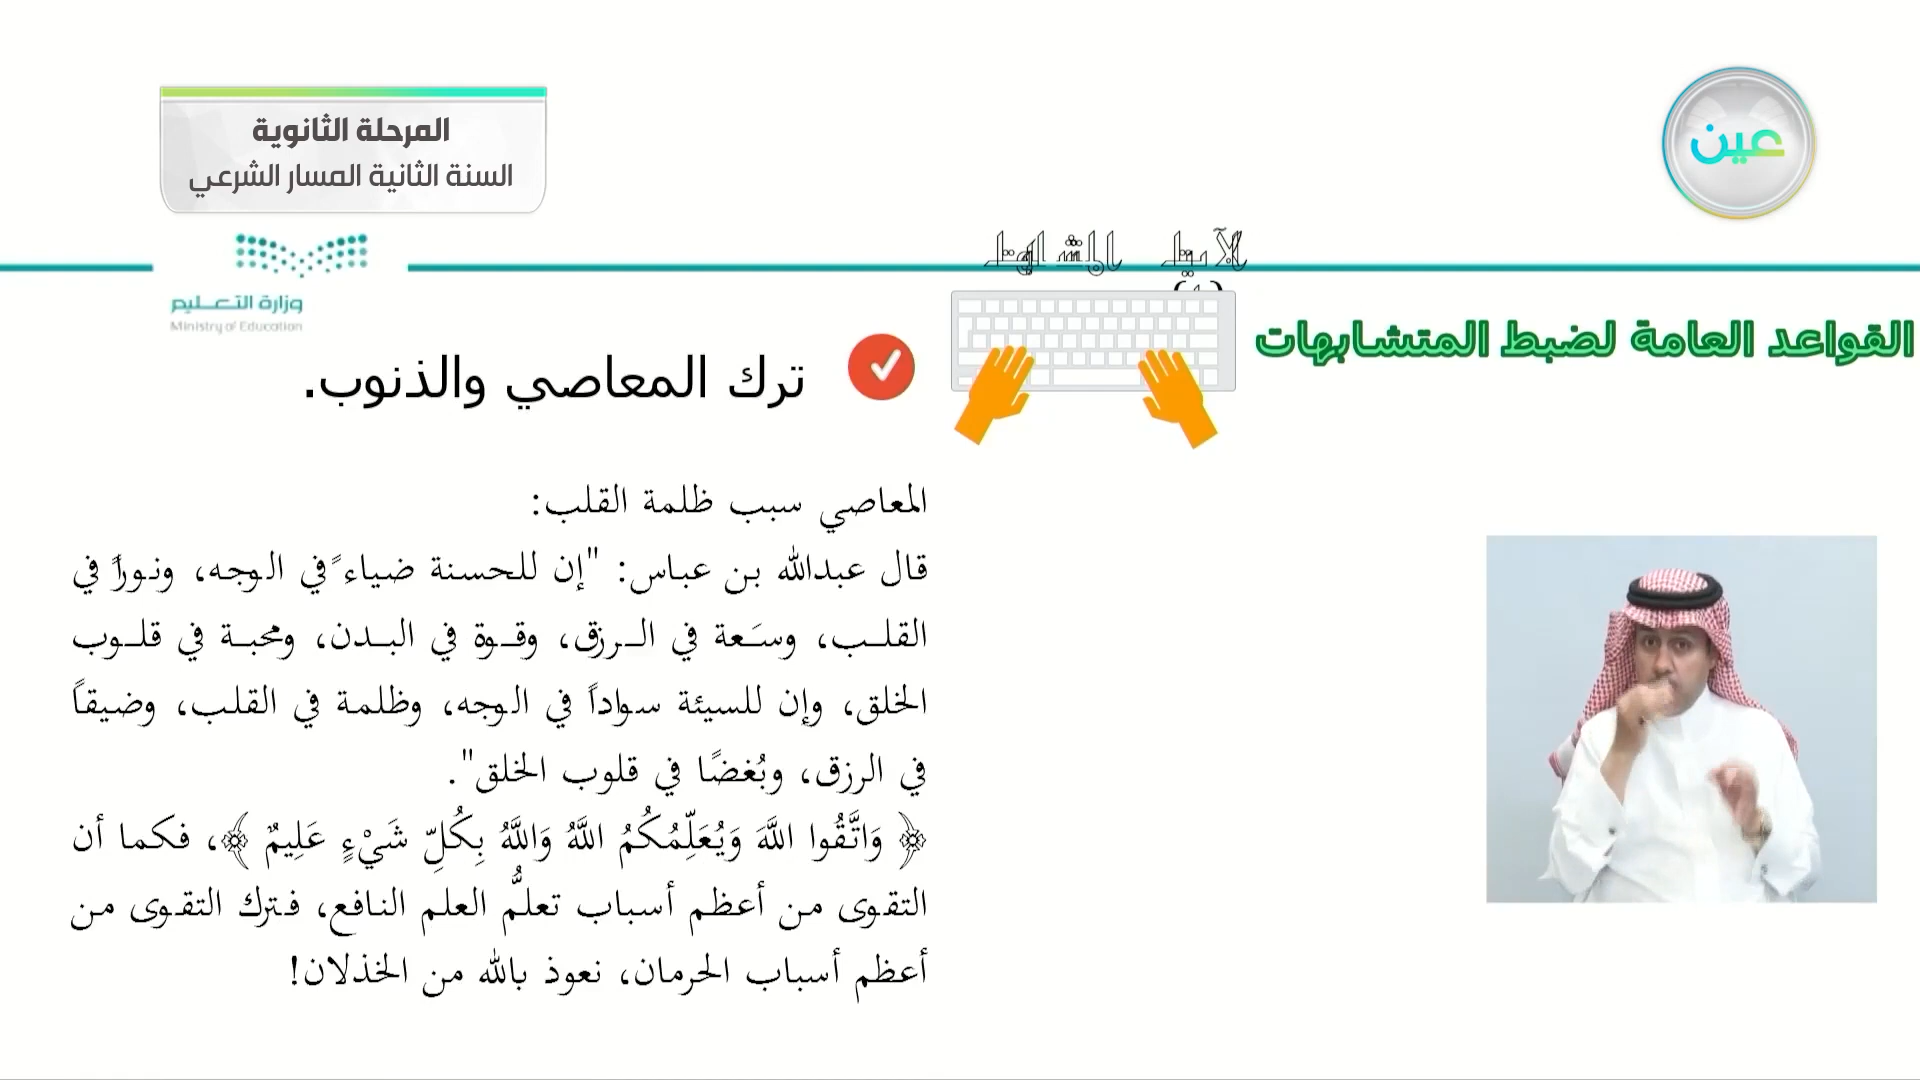 المرحلة الثانوية
السنة الثانية المسار الشرعي
عين
وزارة التعليم
Ministry of Education
القواعد العامة لضبط المتشابهات
ترك المعاصي والذنوب.
المعاصي سبب ظلمة القلب:
قال عبدالله بن عباس: "إن للحسنة ضياءً في الوجه، ونوراً في
القلب، وسَعة في الرزق، وقوة في البدن، ومحبة في قلوب
الخلق، وإن للسيئة سواداً في الوجه، وظلمة في القلب، وضيقاً
في الرزق، وبُغضًا في قلوب الخلق".
﴿ وَاتَّقُوا اللَّهَ وَيُعَلِّمُكُمُ اللَّهُ وَاللَّهُ بِكُلِّ شَيْءٍ عَلِيمٌ ﴾، فكما أن
التقوى من أعظم أسباب تعلُّم العلم النافع، فترك التقوى من
أعظم أسباب الحرمان، نعوذ بالله من الخذلان!